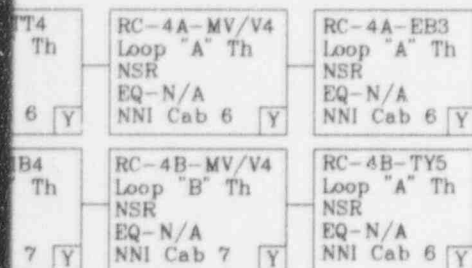 TT4
Th
6 Y
RC-4A-MV/V4
Loop "A" Th
NSR
EQ-N/A
NNI Cab 6 Y
RC-4A-EB3
Loop "A" Th
NSR
EQ-N/A
NNI Cab 6 Y
B4
Th
7 Y
RC-4B-MV/V4
Loop "B" Th
NSR
EQ-N/A
NNI Cab 7 Y
RC-4B-TY5
Loop "A" Th
NSR
EQ-N/A
NNI Cab 6 Y